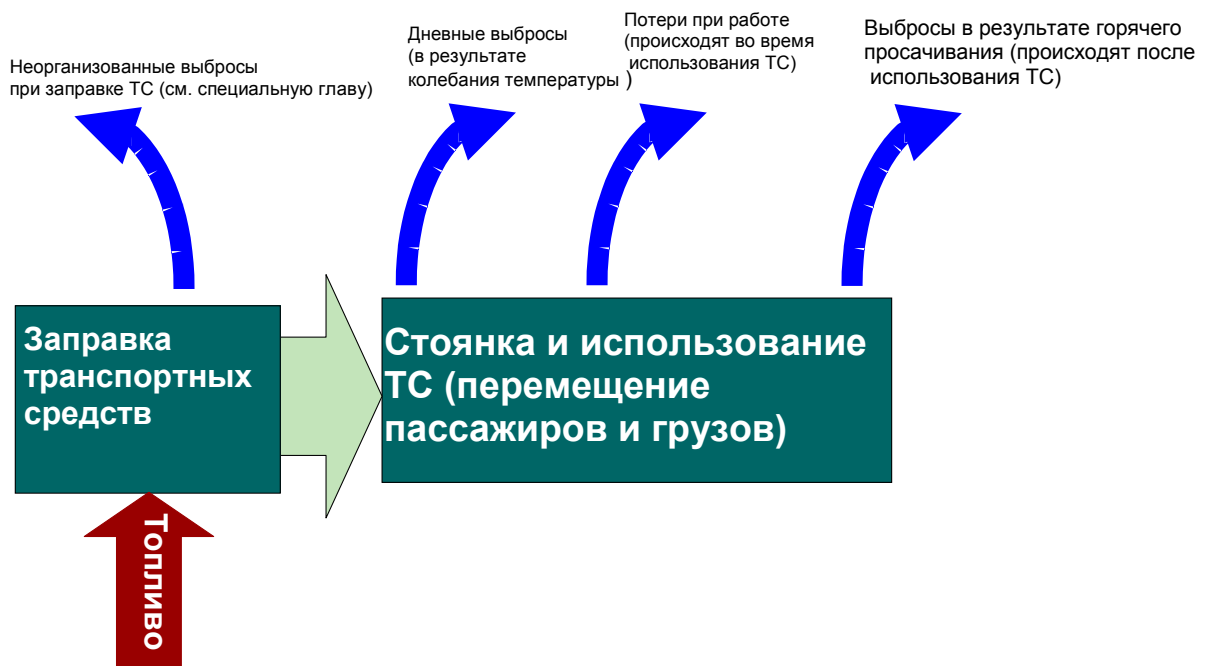 Неорганизованные выбросы
при заправке ТС (см. специальную главу)
Дневные выбросы
(в результате
колебания температуры )
Потери при работе
(происходят во время
использования ТС)
Выбросы в результате горячего
просачивания (происходят после
использования ТС)
Заправка
транспортных
средств
Стоянка и использование
ТС (перемещение
пассажиров и грузов)
Топливо